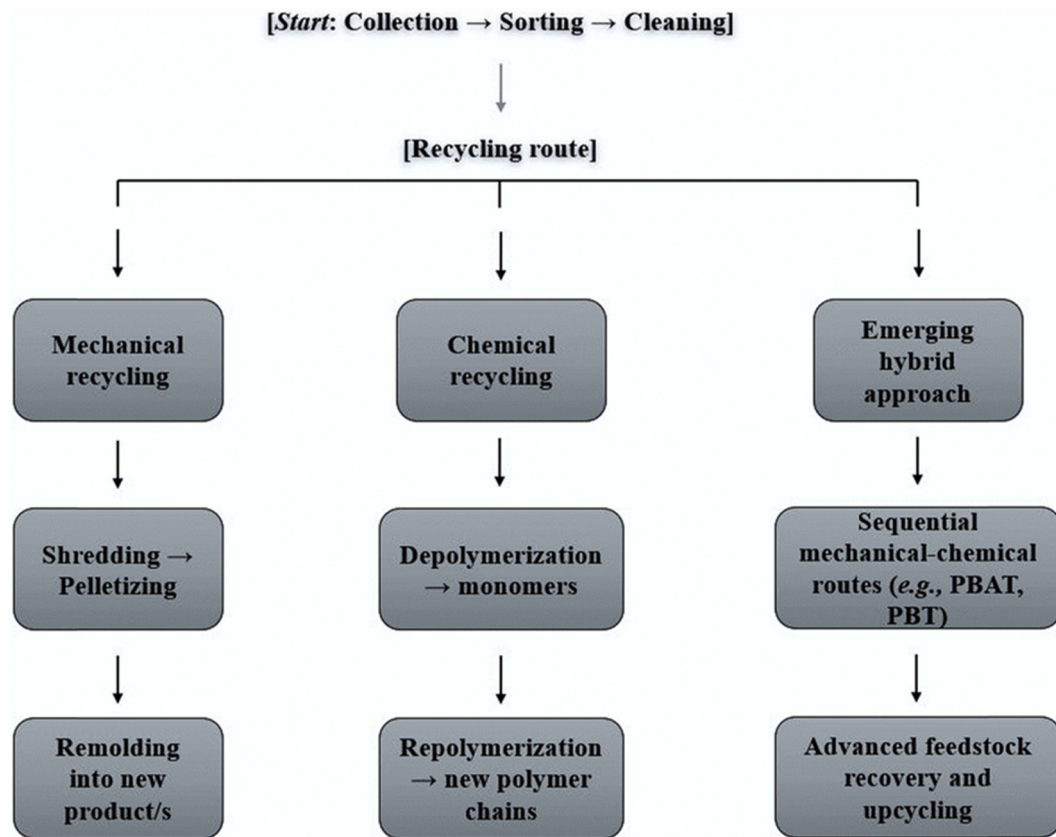 [Start: Collection → Sorting → Cleaning]
[Recycling route]
Mechanical
recycling
Chemical
recycling
Emerging
hybrid
approach
Shredding →
Pelletizing
Depolymerization
→ monomers
Sequential
mechanical-chemical
routes (e.g., PBAT,
PBT)
Remolding
into new
product/s
Repolymerization
→ new polymer
chains
Advanced feedstock
recovery and
upcycling